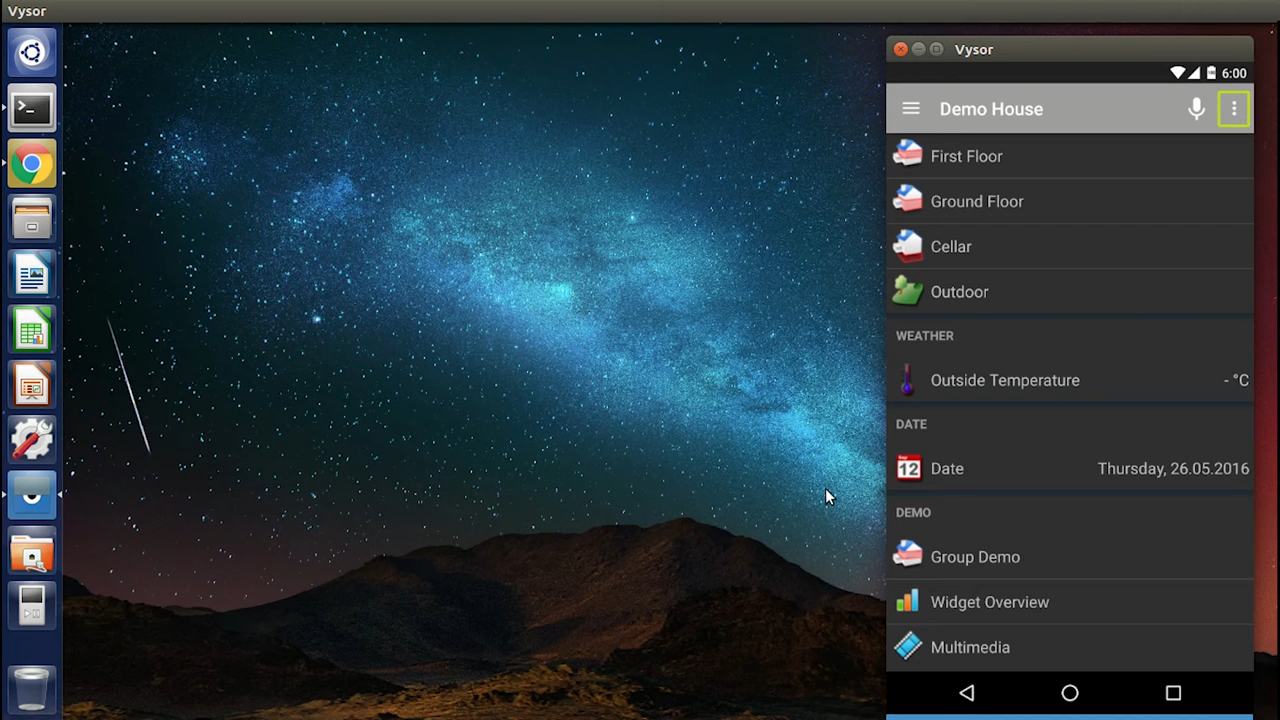 Vysor
Vysor
6:00
Demo House
First Floor
Ground Floor
Cellar
Outdoor
WEATHER
Outside Temperature - °C
DATE
12 Date Thursday, 26.05.2016
DEMO
Group Demo
Widget Overview
Multimedia